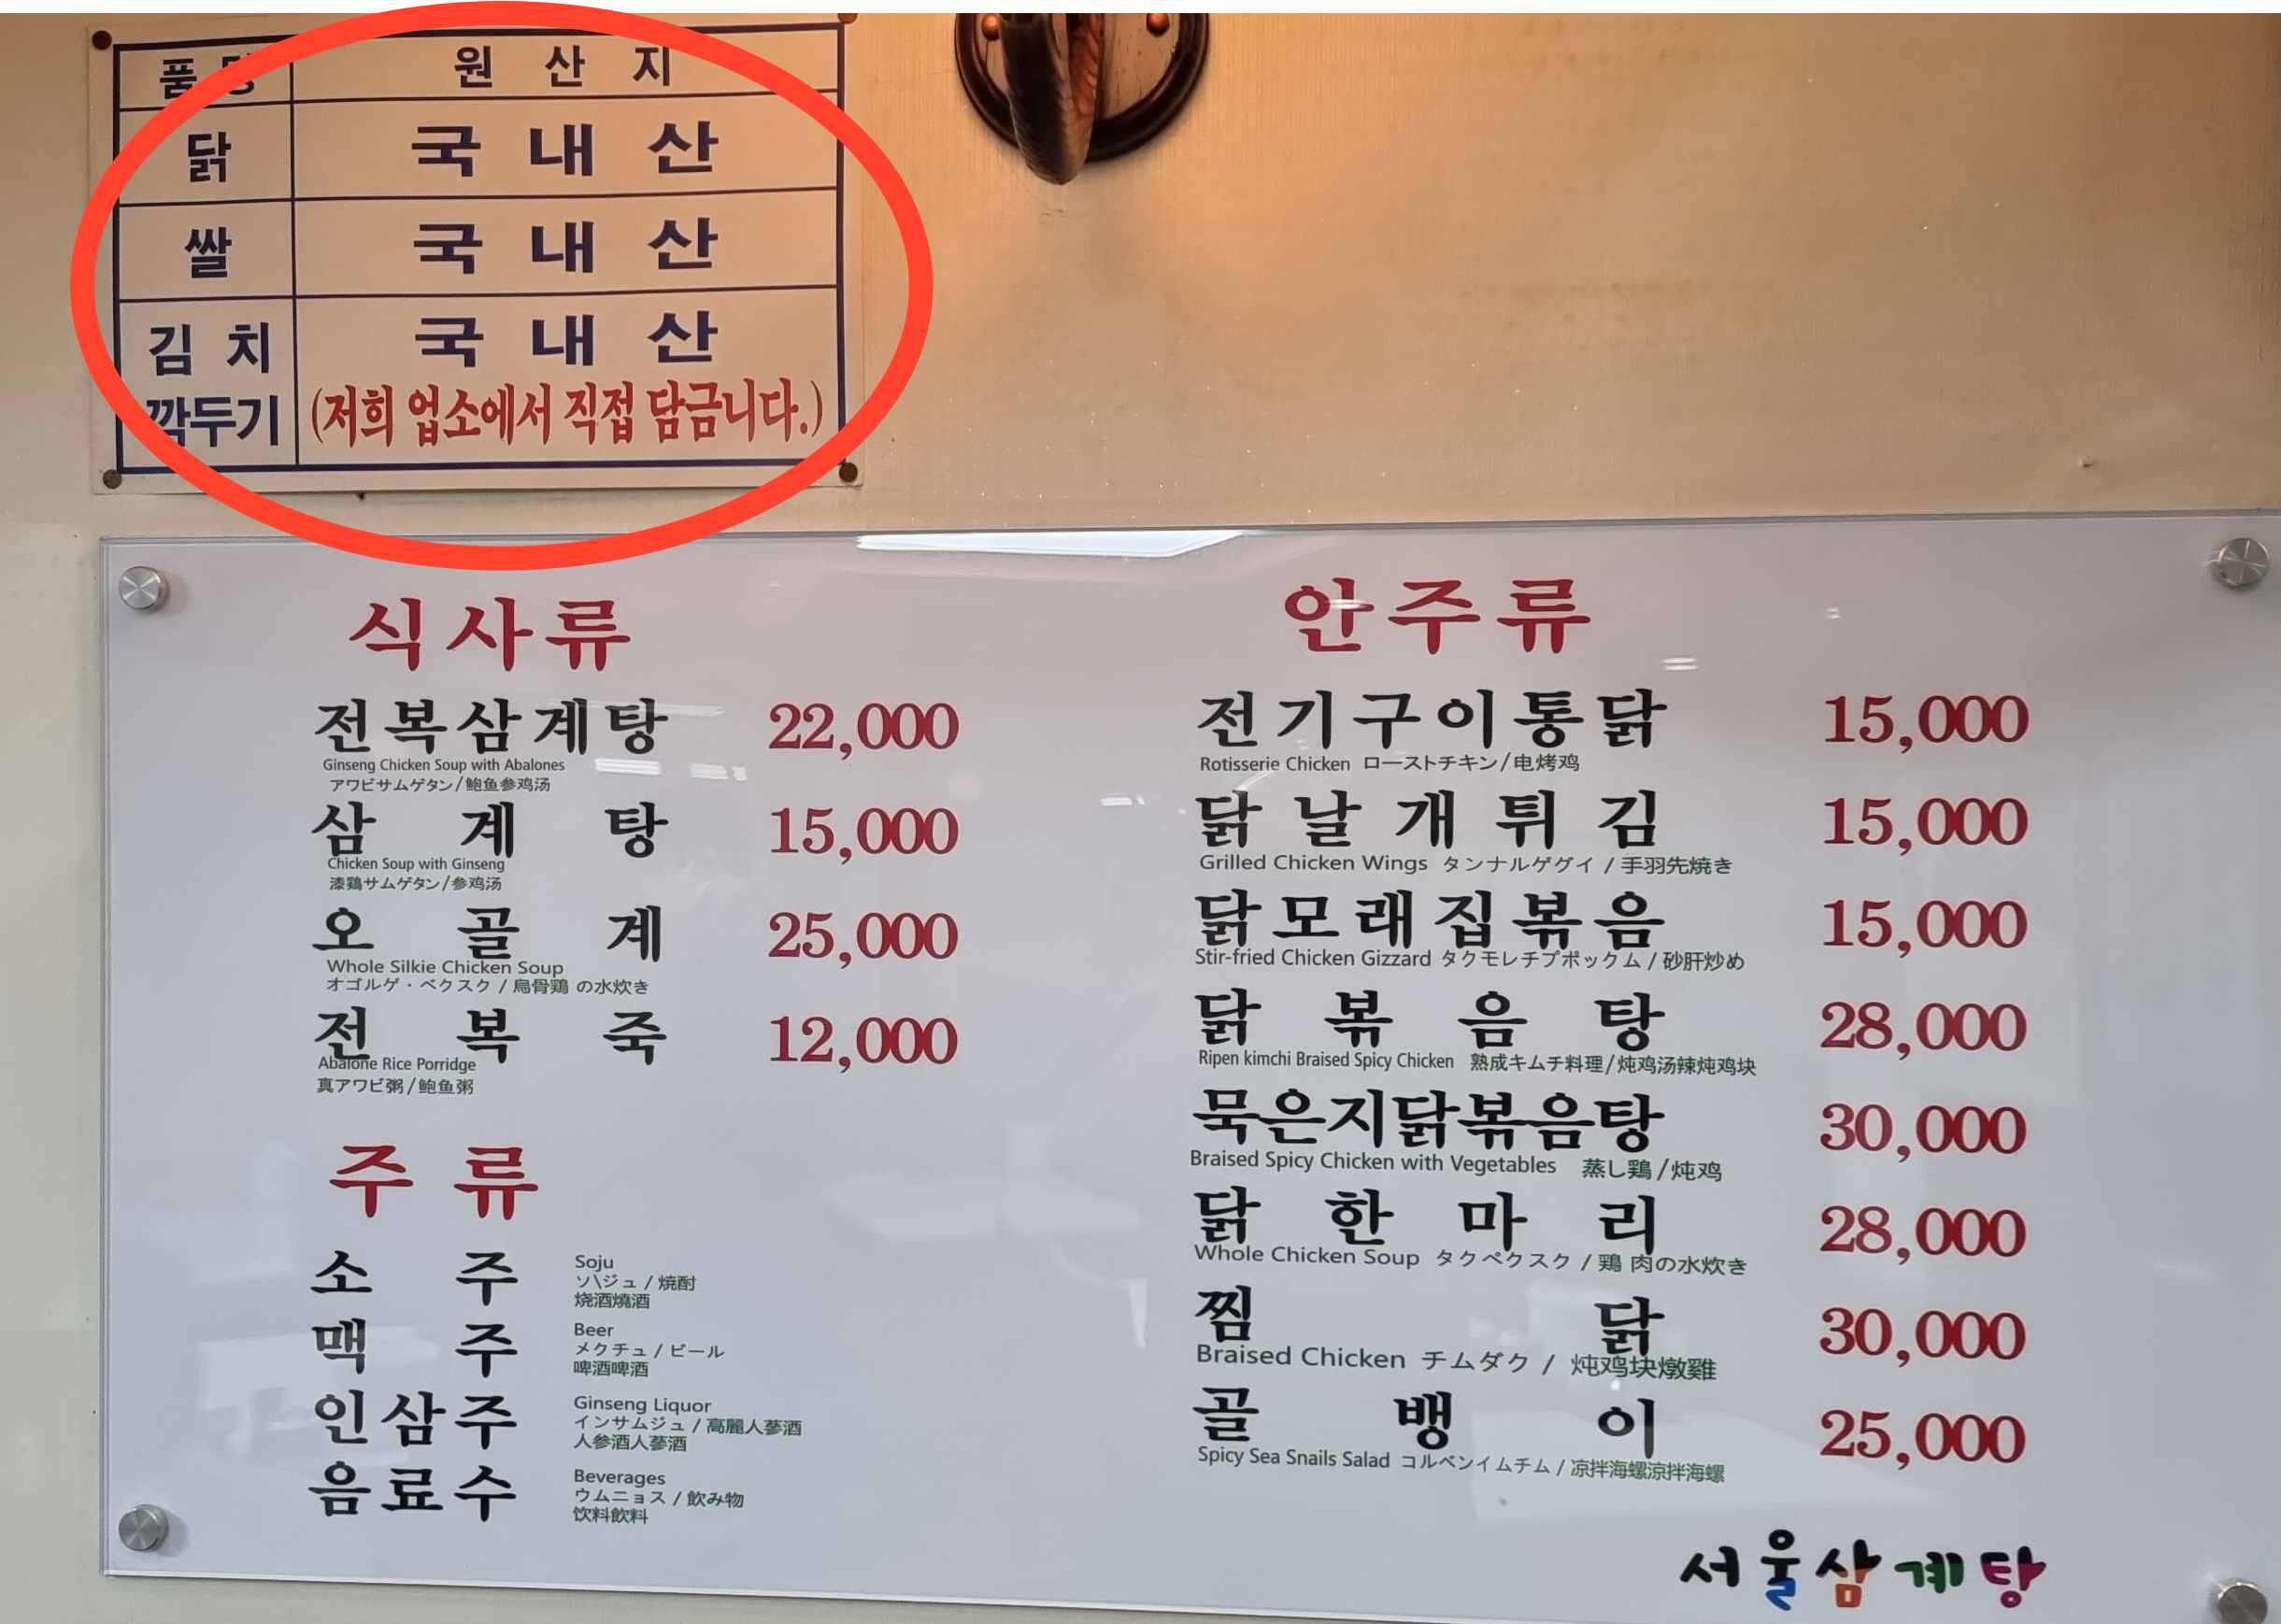 품명 원산지
닭 국내산
쌀 국내산
김치 국내산
깍두기 (저희 업소에서 직접 담금니다.)
식사류
전복삼계탕 22,000
Ginseng Chicken Soup with Abalones
アワビサムゲタン/鲍鱼参鸡汤
삼계탕 15,000
Chicken Soup with Ginseng
漆鶏サムゲタン/参鸡汤
오골계 25,000
Whole Silkie Chicken Soup
オゴルゲ・ベクスク / 烏骨鶏 の水炊き
전복죽 12,000
Abalone Rice Porridge
真アワビ粥/鲍鱼粥
주류
소주 Soju
ソ\ジュ / 焼酎
烧酒燒酒
맥주 Beer
メクチュ / ビール
啤酒啤酒
인삼주 Ginseng Liquor
インサムジュ / 高麗人蔘酒
人参酒人蔘酒
음료수 Beverages
ウムニョス / 飲み物
饮料飲料
안주류
전기구이통닭 15,000
Rotisserie Chicken ローストチキン/电烤鸡
닭날개튀김 15,000
Grilled Chicken Wings タンナルゲグイ / 手羽先焼き
닭모래집볶음 15,000
Stir-fried Chicken Gizzard タクモレチプポックム / 砂肝炒め
닭볶음탕 28,000
Ripen kimchi Braised Spicy Chicken 熟成キムチ料理/炖鸡汤辣炖鸡块
묵은지닭볶음탕 30,000
Braised Spicy Chicken with Vegetables 蒸し鶏/炖鸡
닭한마리 28,000
Whole Chicken Soup タクペクスク / 鶏 肉の水炊き
찜닭 30,000
Braised Chicken チムダク / 炖鸡块燉雞
골뱅이 25,000
Spicy Sea Snails Salad コルベンイムチム / 凉拌海螺涼拌海螺
서울삼계탕